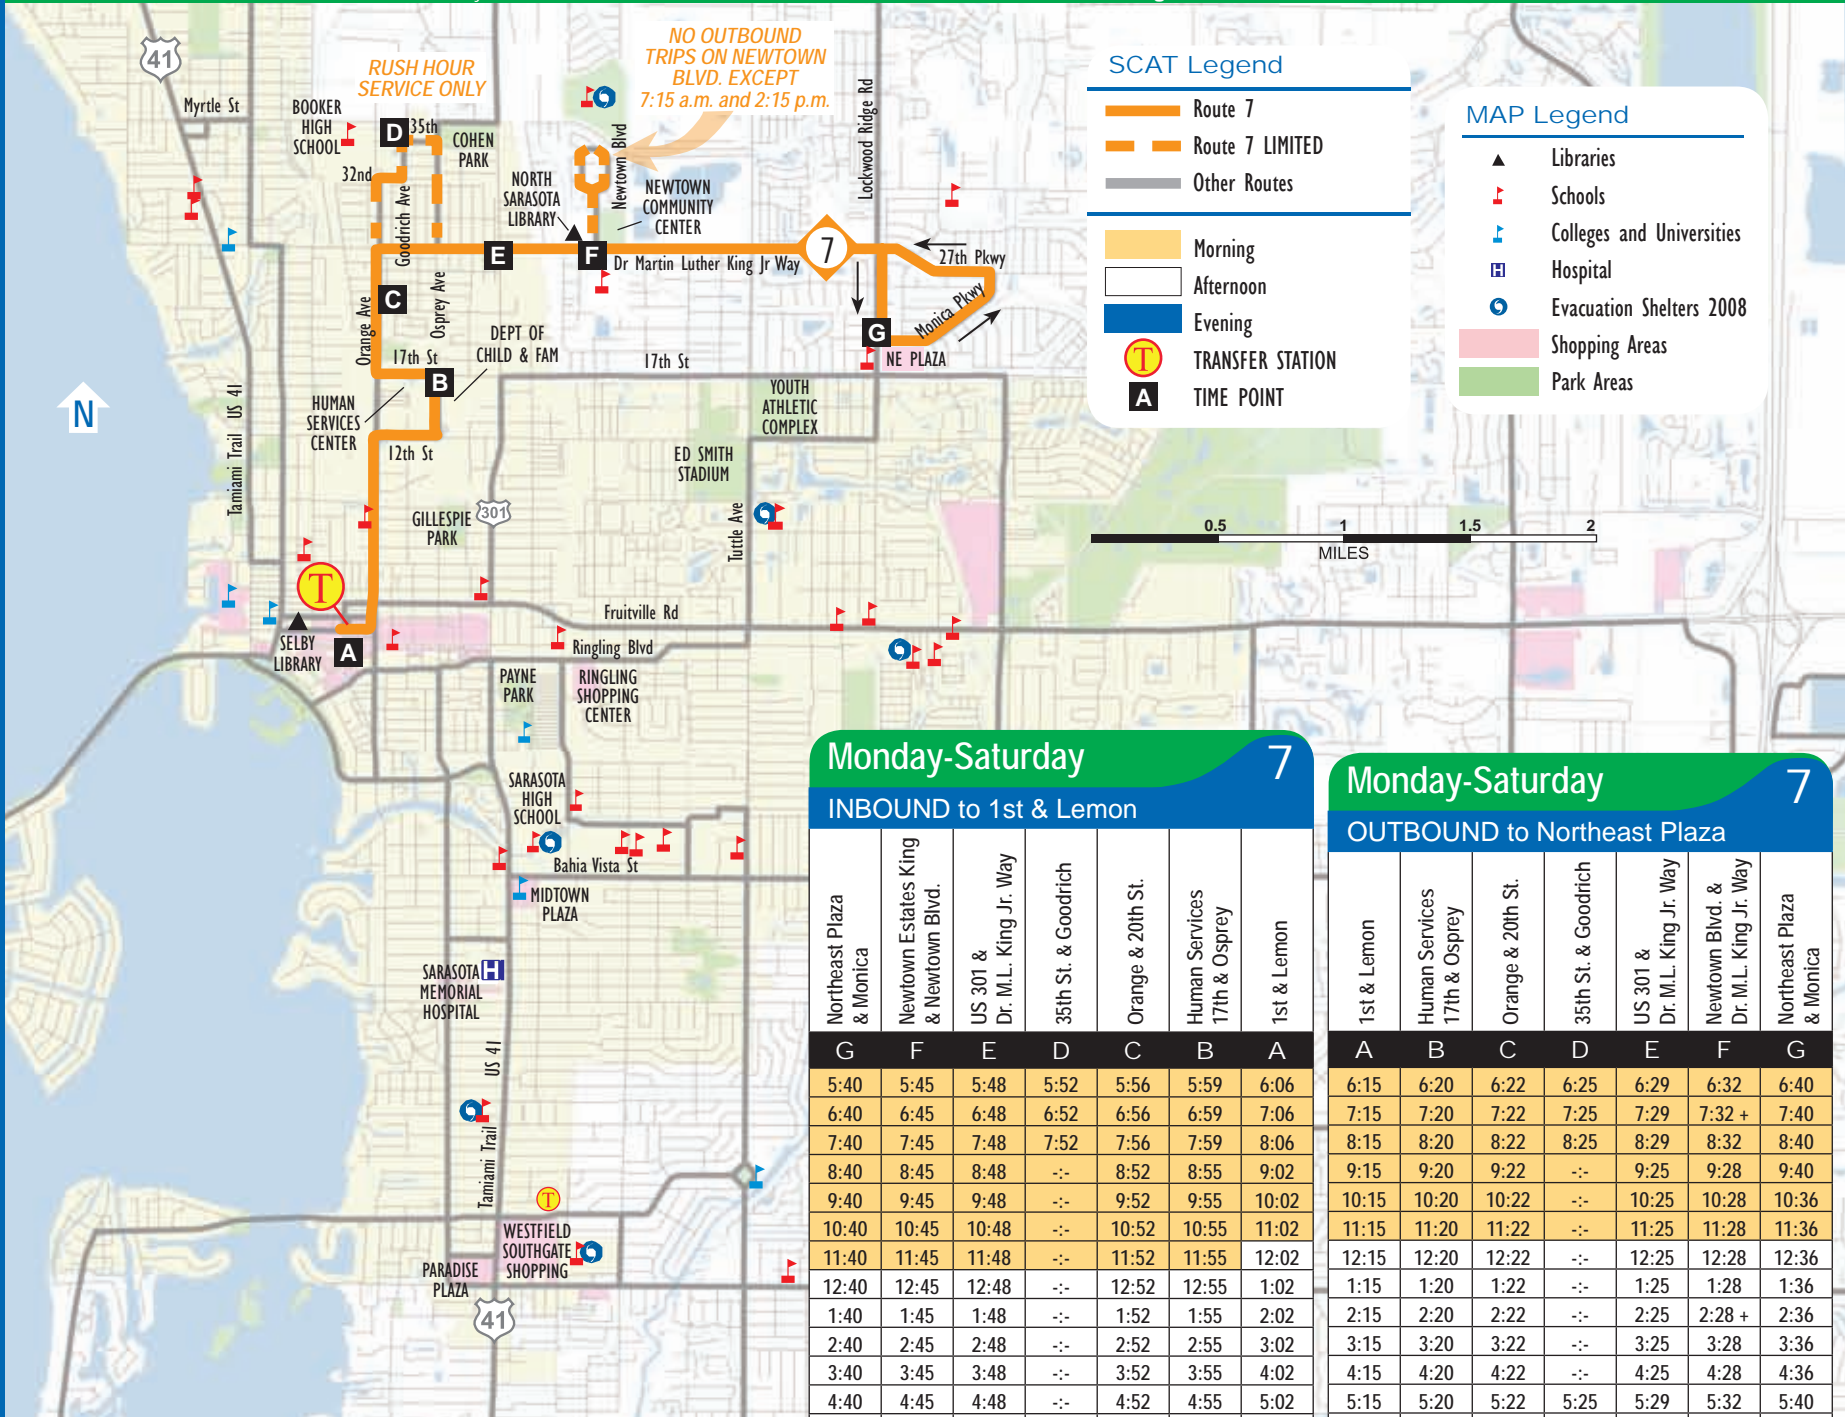 41
Myrtle St
BOOKER
HIGH
SCHOOL
RUSH HOUR
SERVICE ONLY
NO OUTBOUND
TRIPS ON NEWTOWN
BLVD. EXCEPT
7:15 a.m. and 2:15 p.m.
D
35th
COHEN
PARK
32nd
Goodrich Ave
NORTH
SARASOTA
LIBRARY
Newtown Blvd
NEWTOWN
COMMUNITY
CENTER
Lockwood Ridge Rd
E
F
Dr Martin Luther King Jr Way
7
27th Pkwy
Monica Pkwy
G
NE PLAZA
C
Orange Ave
Osprey Ave
DEPT OF
CHILD & FAM
17th St
B
17th St
HUMAN
SERVICES
CENTER
12th St
YOUTH
ATHLETIC
COMPLEX
N
Tamiami Trail US 41
ED SMITH
STADIUM
GILLESPIE
PARK
301
Tuttle Ave
T
Fruitville Rd
SELBY
LIBRARY
A
Ringling Blvd
PAYNE
PARK
RINGLING
SHOPPING
CENTER
SARASOTA
HIGH
SCHOOL
Bahia Vista St
MIDTOWN
PLAZA
SARASOTA
MEMORIAL
HOSPITAL
H
Tamiami Trail US 41
T
WESTFIELD
SOUTHGATE
SHOPPING
PARADISE
PLAZA
41
SCAT Legend
Route 7
Route 7 LIMITED
Other Routes
Morning
Afternoon
Evening
T TRANSFER STATION
A TIME POINT
MAP Legend
Libraries
Schools
Colleges and Universities
H Hospital
Evacuation Shelters 2008
Shopping Areas
Park Areas
0.5 1 1.5 2
MILES
Monday-Saturday 7
INBOUND to 1st & Lemon
Northeast Plaza
& Monica
Newtown Estates King
& Newtown Blvd.
US 301 &
Dr. M.L. King Jr. Way
35th St. & Goodrich
Orange & 20th St.
Human Services
17th & Osprey
1st & Lemon
G F E D C B A
5:40 5:45 5:48 5:52 5:56 5:59 6:06
6:40 6:45 6:48 6:52 6:56 6:59 7:06
7:40 7:45 7:48 7:52 7:56 7:59 8:06
8:40 8:45 8:48 -:- 8:52 8:55 9:02
9:40 9:45 9:48 -:- 9:52 9:55 10:02
10:40 10:45 10:48 -:- 10:52 10:55 11:02
11:40 11:45 11:48 -:- 11:52 11:55 12:02
12:40 12:45 12:48 -:- 12:52 12:55 1:02
1:40 1:45 1:48 -:- 1:52 1:55 2:02
2:40 2:45 2:48 -:- 2:52 2:55 3:02
3:40 3:45 3:48 -:- 3:52 3:55 4:02
4:40 4:45 4:48 -:- 4:52 4:55 5:02
Monday-Saturday 7
OUTBOUND to Northeast Plaza
1st & Lemon
Human Services
17th & Osprey
Orange & 20th St.
35th St. & Goodrich
US 301 &
Dr. M.L. King Jr. Way
Newtown Blvd. &
Dr. M.L. King Jr. Way
Northeast Plaza
& Monica
A B C D E F G
6:15 6:20 6:22 6:25 6:29 6:32 6:40
7:15 7:20 7:22 7:25 7:29 7:32 + 7:40
8:15 8:20 8:22 8:25 8:29 8:32 8:40
9:15 9:20 9:22 -:- 9:25 9:28 9:40
10:15 10:20 10:22 -:- 10:25 10:28 10:36
11:15 11:20 11:22 -:- 11:25 11:28 11:36
12:15 12:20 12:22 -:- 12:25 12:28 12:36
1:15 1:20 1:22 -:- 1:25 1:28 1:36
2:15 2:20 2:22 -:- 2:25 2:28 + 2:36
3:15 3:20 3:22 -:- 3:25 3:28 3:36
4:15 4:20 4:22 -:- 4:25 4:28 4:36
5:15 5:20 5:22 5:25 5:29 5:32 5:40